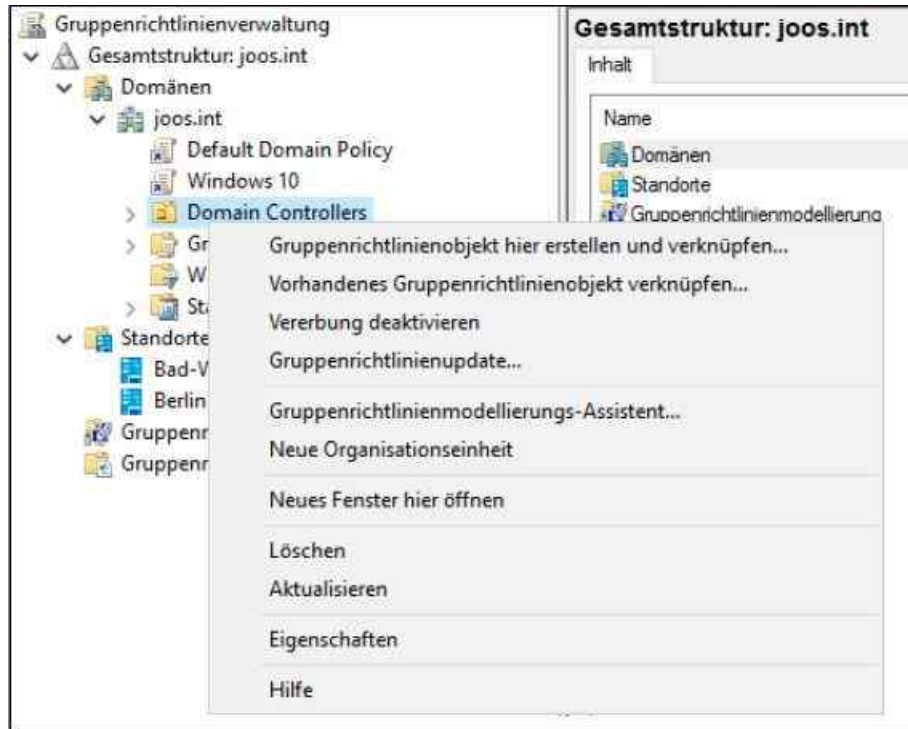 Gruppenrichtlinienverwaltung
Gesamtstruktur: joos.int
Domänen
joos.int
Default Domain Policy
Windows 10
Domain Controllers
Gr
W
Sta
Standorte
Bad-V
Berlin
Gruppenr
Gruppenr
Gruppenrichtlinienobjekt hier erstellen und verknüpfen...
Vorhandenes Gruppenrichtlinienobjekt verknüpfen...
Vererbung deaktivieren
Gruppenrichtlinienupdate...
Gruppenrichtlinienmodellierungs-Assistent...
Neue Organisationseinheit
Neues Fenster hier öffnen
Löschen
Aktualisieren
Eigenschaften
Hilfe
Gesamtstruktur: joos.int
Inhalt
Name
Domänen
Standorte
Gruppenrichtlinienmodellierung